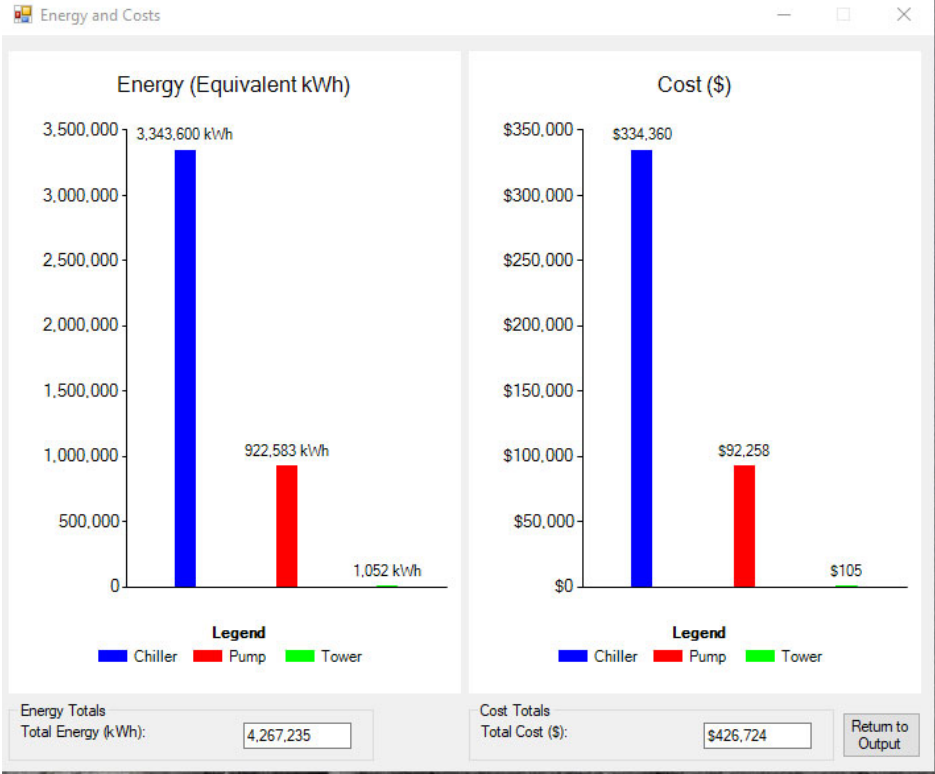 Energy and Costs
Energy (Equivalent kWh)
3,500,000
3,343,600 kWh
3,000,000
2,500,000
2,000,000
1,500,000
1,000,000
922,583 kWh
500,000
1,052 kWh
0
Legend
Chiller Pump Tower
Cost ($)
$350,000
$334,360
$300,000
$250,000
$200,000
$150,000
$100,000
$92,258
$50,000
$105
$0
Legend
Chiller Pump Tower
Energy Totals
Total Energy (kWh): 4,267,235
Cost Totals
Total Cost ($): $426,724
Return to
Output